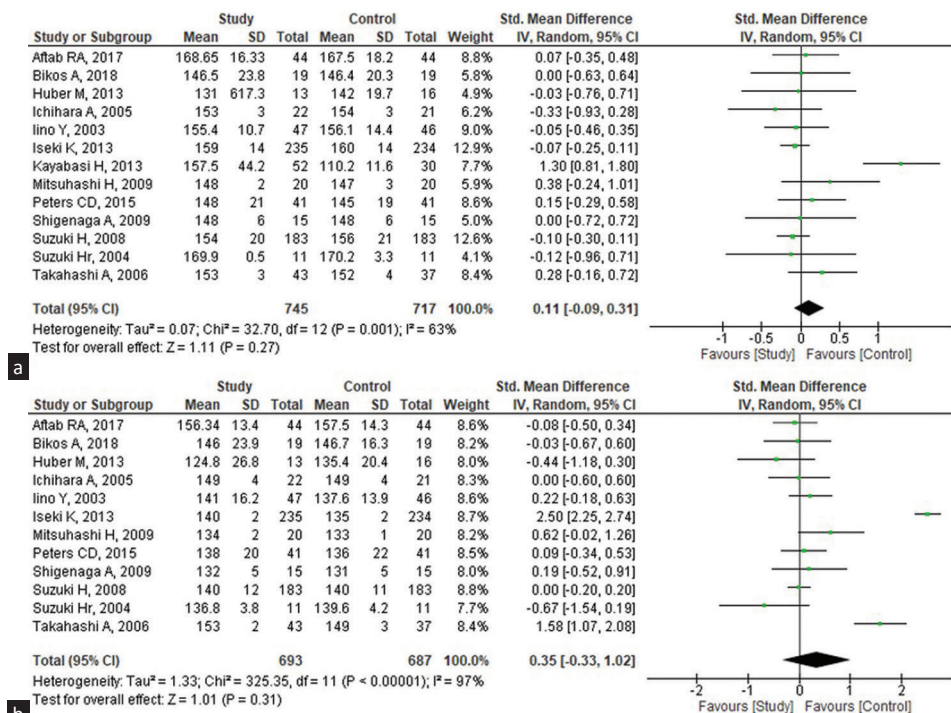 Study Control Std. Mean Difference Std. Mean Difference
Study or Subgroup Mean SD Total Mean SD Total Weight IV, Random, 95% CI IV, Random, 95% CI
Aftab RA, 2017 168.65 16.33 44 167.5 18.2 44 8.8% 0.07 [-0.35, 0.48]
Bikos A, 2018 146.5 23.8 19 146.4 20.3 19 6.2% 0.00 [-0.63, 0.64]
Huber M, 2013 131 617.3 13 142 19.7 16 4.9% -0.03 [-0.76, 0.71]
Ichihara A, 2005 153 3 22 154 3 21 6.2% -0.33 [-0.93, 0.28]
Iino Y, 2003 155.4 10.7 47 156.1 14.4 46 9.0% -0.05 [-0.46, 0.35]
Iseki K, 2013 159 14 235 160 14 234 12.9% -0.07 [-0.25, 0.11]
Kayabasi H, 2013 157.5 44.2 52 110.2 11.6 30 7.7% 1.30 [0.81, 1.80]
Mitsuhashi H, 2009 148 2 20 147 3 20 5.9% 0.38 [-0.24, 1.01]
Peters CD, 2015 148 21 41 145 19 41 8.6% 0.15 [-0.29, 0.58]
Shigenaga A, 2009 148 6 15 148 6 15 5.0% 0.00 [-0.72, 0.72]
Suzuki H, 2008 154 20 183 156 21 183 12.6% -0.10 [-0.30, 0.11]
Suzuki Hr, 2004 169.9 0.5 11 170.2 3.3 11 4.1% -0.12 [-0.96, 0.71]
Takahashi A, 2006 153 3 43 152 4 37 8.4% 0.28 [-0.16, 0.72]
Total (95% CI) 745 717 100.0% 0.11 [-0.09, 0.31]
Heterogeneity: Tau² = 0.07; Chi² = 32.70, df = 12 (P = 0.001); I² = 63%
Test for overall effect: Z = 1.11 (P = 0.27)
-1 -0.5 0 0.5 1
Favours [Study] Favours [Control]
a
Study Control Std. Mean Difference Std. Mean Difference
Study or Subgroup Mean SD Total Mean SD Total Weight IV, Random, 95% CI IV, Random, 95% CI
Aftab RA, 2017 156.34 13.4 44 157.5 14.3 44 8.6% -0.08 [-0.50, 0.34]
Bikos A, 2018 146 23.9 19 146.7 16.3 19 8.2% -0.03 [-0.67, 0.60]
Huber M, 2013 124.8 26.8 13 135.4 20.4 16 8.0% -0.44 [-1.18, 0.30]
Ichihara A, 2005 149 4 22 149 4 21 8.3% 0.00 [-0.60, 0.60]
Iino Y, 2003 141 16.2 47 137.6 13.9 46 8.6% 0.22 [-0.18, 0.63]
Iseki K, 2013 140 2 235 135 2 234 8.7% 2.50 [2.25, 2.74]
Mitsuhashi H, 2009 134 2 20 133 1 20 8.2% 0.62 [-0.02, 1.26]
Peters CD, 2015 138 20 41 136 22 41 8.6% 0.09 [-0.34, 0.53]
Shigenaga A, 2009 132 5 15 131 5 15 8.1% 0.19 [-0.52, 0.91]
Suzuki H, 2008 140 12 183 140 11 183 8.8% 0.00 [-0.20, 0.20]
Suzuki Hr, 2004 136.8 3.8 11 139.6 4.2 11 7.7% -0.67 [-1.54, 0.19]
Takahashi A, 2006 153 2 43 149 3 37 8.4% 1.58 [1.07, 2.08]
Total (95% CI) 693 687 100.0% 0.35 [-0.33, 1.02]
Heterogeneity: Tau² = 1.33; Chi² = 325.35, df = 11 (P < 0.00001); I² = 97%
Test for overall effect: Z = 1.01 (P = 0.31)
-2 -1 0 1 2
Favours [Study] Favours [Control]
b